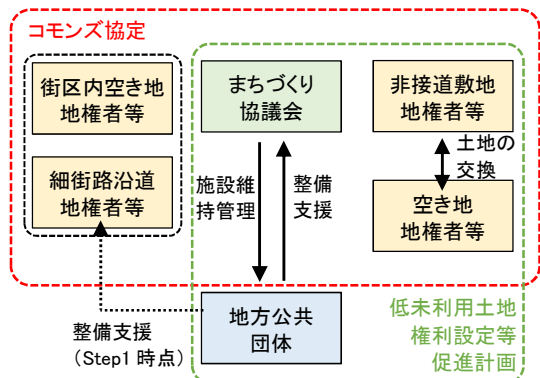 コモンズ協定
街区内空き地
地権者等
細街路沿道
地権者等
まちづくり
協議会
非接道敷地
地権者等
土地の
交換
空き地
地権者等
施設維
持管理
整備
支援
地方公共
団体
整備支援
（Step1 時点）
低未利用土地
権利設定等
促進計画